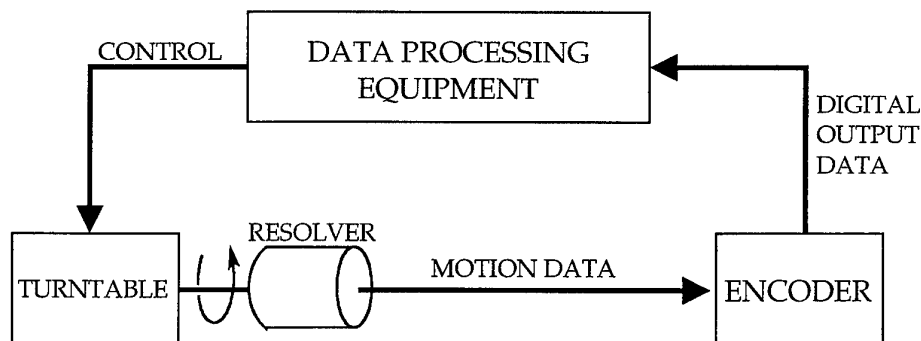 CONTROL
DATA PROCESSING
EQUIPMENT
DIGITAL
OUTPUT
DATA
RESOLVER
TURNTABLE
MOTION DATA
ENCODER